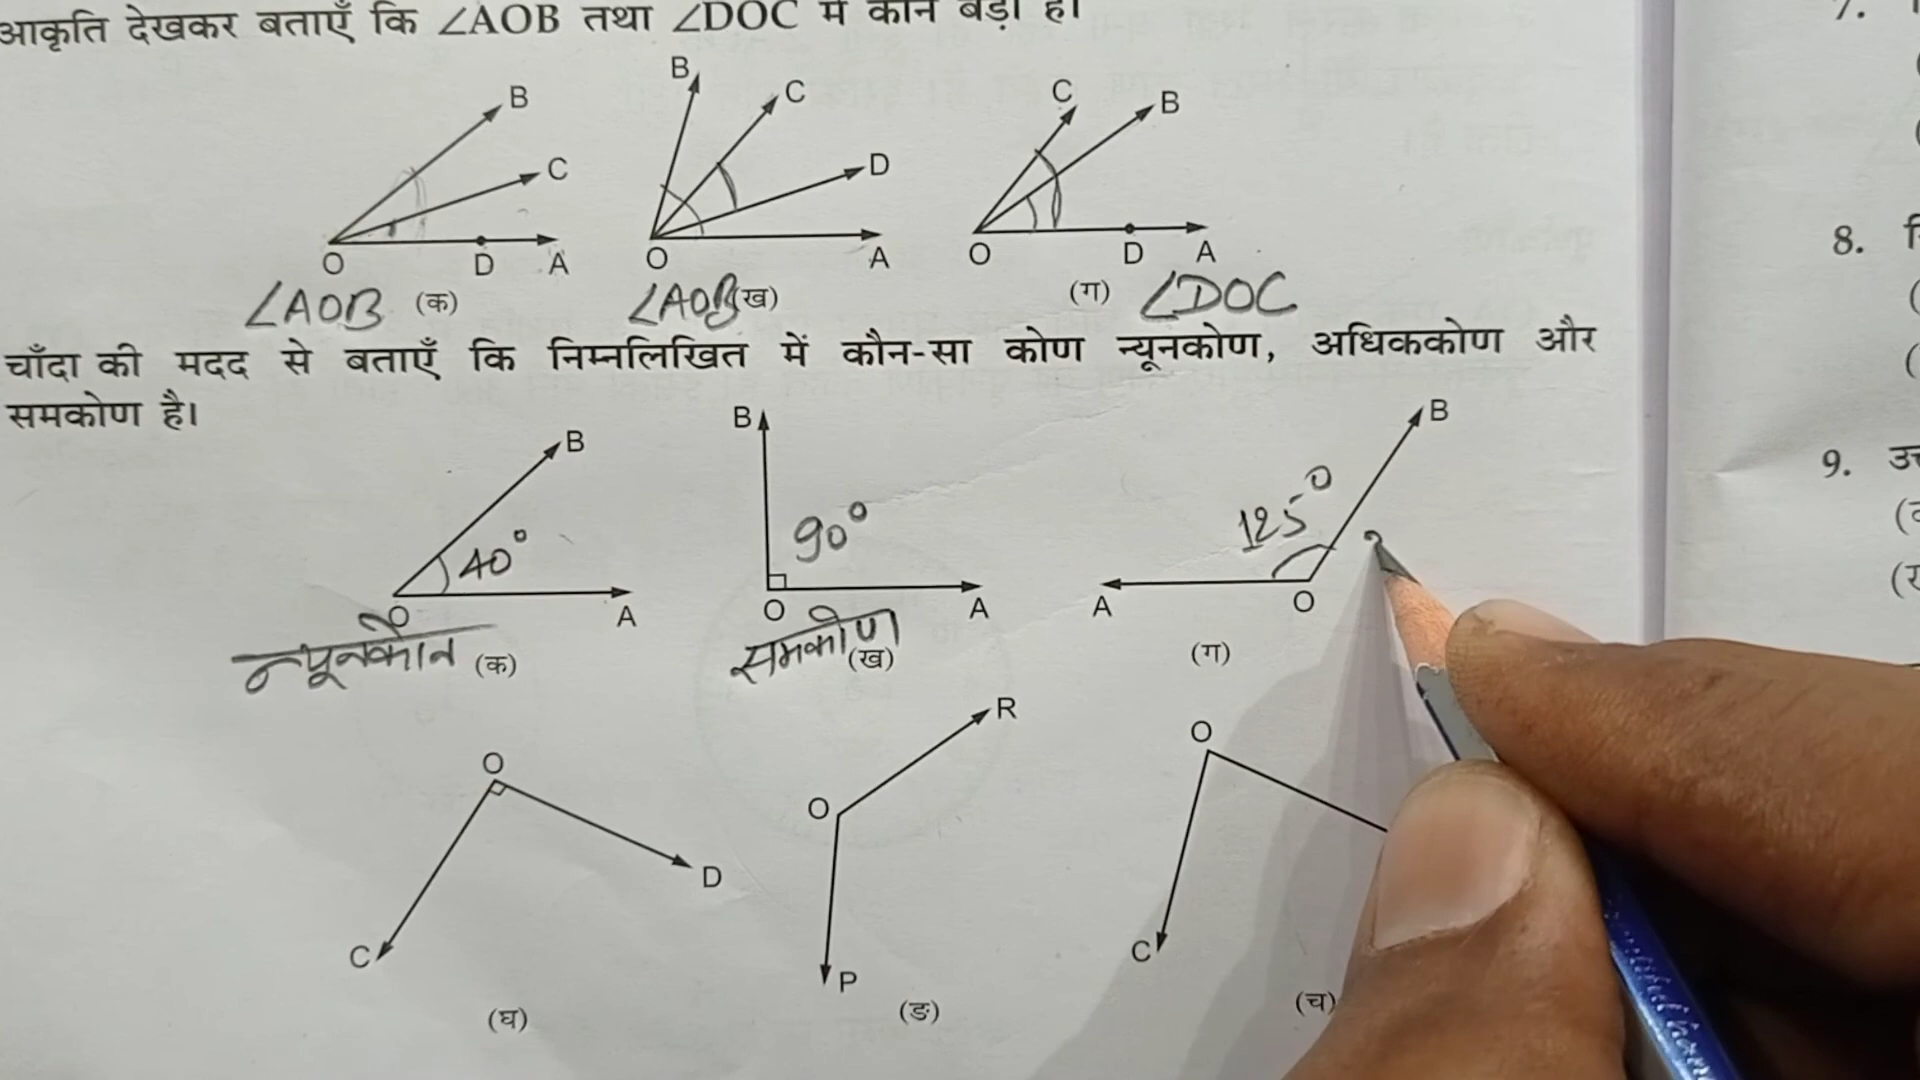 आकृति देखकर बताएँ कि ∠AOB तथा ∠DOC में कौन बड़ा है।
B
C
O D A
∠AOB (क)
B
C
D
O A
∠AOB (ख)
C
B
O D A
(ग) ∠DOC
चाँदा की मदद से बताएँ कि निम्नलिखित में कौन-सा कोण न्यूनकोण, अधिककोण और
समकोण है।
B
40°
O A
न्यूनकोन (क)
B
90°
O A
समकोण (ख)
B
125°
A O
(ग)
O
D
C
(घ)
R
O
P
(ङ)
O
C
(च)
7.
8.
9.